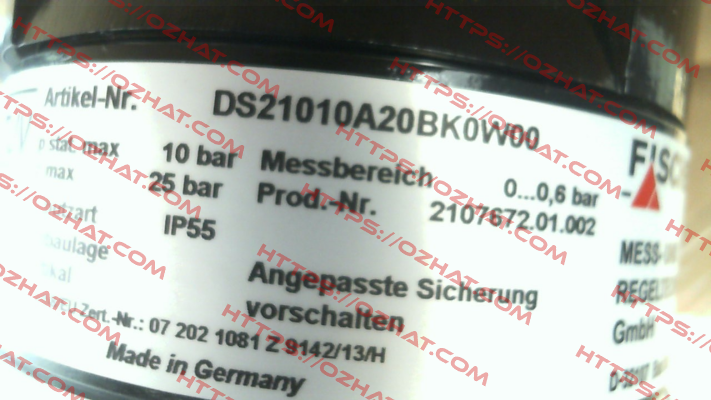 Artikel-Nr. DS21010A20BK0W00
p stat. max 10 bar Messbereich 0...0,6 bar
max 25 bar Prod.-Nr. 2107672.01.002
IP55
Angepasste Sicherung
vorschalten
Zert.-Nr.: 07 202 1081 Z 9142/13/H
Made in Germany
MESS-
GmbH
HTTPS://OZHAT.COM